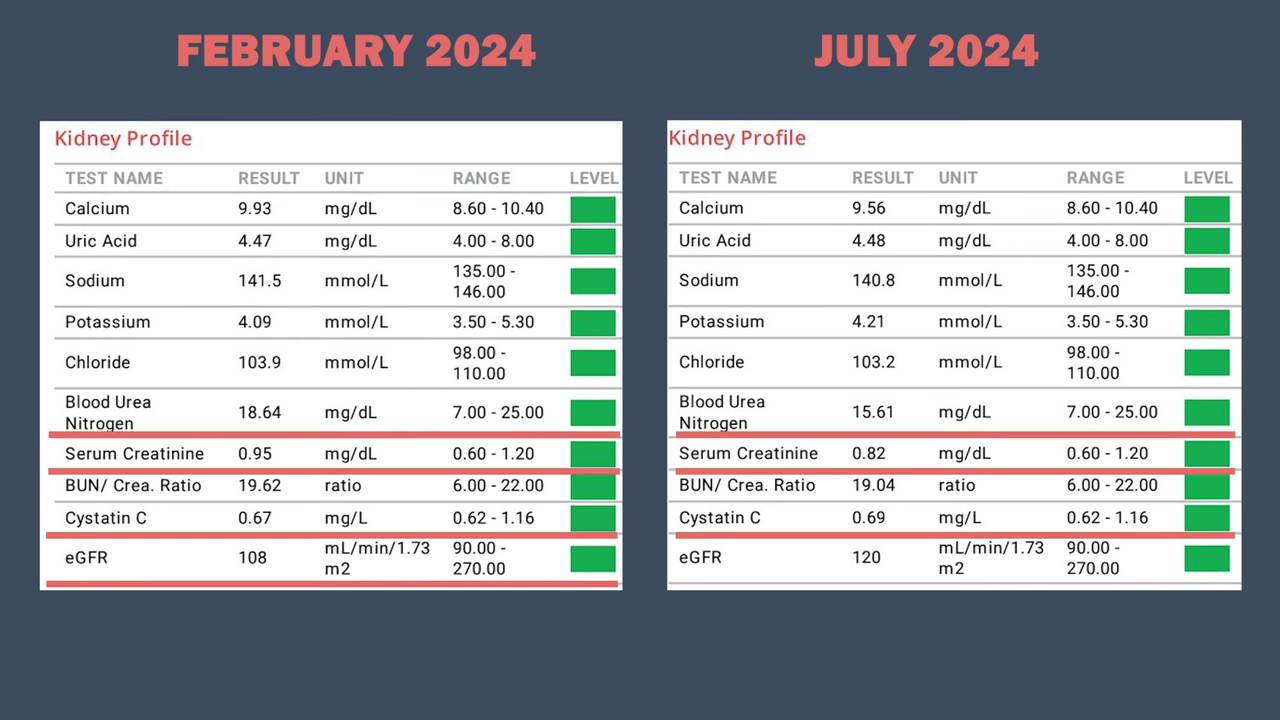 FEBRUARY 2024
Kidney Profile
TEST NAME RESULT UNIT RANGE LEVEL
Calcium 9.93 mg/dL 8.60 - 10.40
Uric Acid 4.47 mg/dL 4.00 - 8.00
Sodium 141.5 mmol/L 135.00 -
146.00
Potassium 4.09 mmol/L 3.50 - 5.30
Chloride 103.9 mmol/L 98.00 -
110.00
Blood Urea
Nitrogen 18.64 mg/dL 7.00 - 25.00
Serum Creatinine 0.95 mg/dL 0.60 - 1.20
BUN/ Crea. Ratio 19.62 ratio 6.00 - 22.00
Cystatin C 0.67 mg/L 0.62 - 1.16
eGFR 108 mL/min/1.73 90.00 -
m2 270.00
JULY 2024
Kidney Profile
TEST NAME RESULT UNIT RANGE LEVEL
Calcium 9.56 mg/dL 8.60 - 10.40
Uric Acid 4.48 mg/dL 4.00 - 8.00
Sodium 140.8 mmol/L 135.00 -
146.00
Potassium 4.21 mmol/L 3.50 - 5.30
Chloride 103.2 mmol/L 98.00 -
110.00
Blood Urea
Nitrogen 15.61 mg/dL 7.00 - 25.00
Serum Creatinine 0.82 mg/dL 0.60 - 1.20
BUN/ Crea. Ratio 19.04 ratio 6.00 - 22.00
Cystatin C 0.69 mg/L 0.62 - 1.16
eGFR 120 mL/min/1.73 90.00 -
m2 270.00